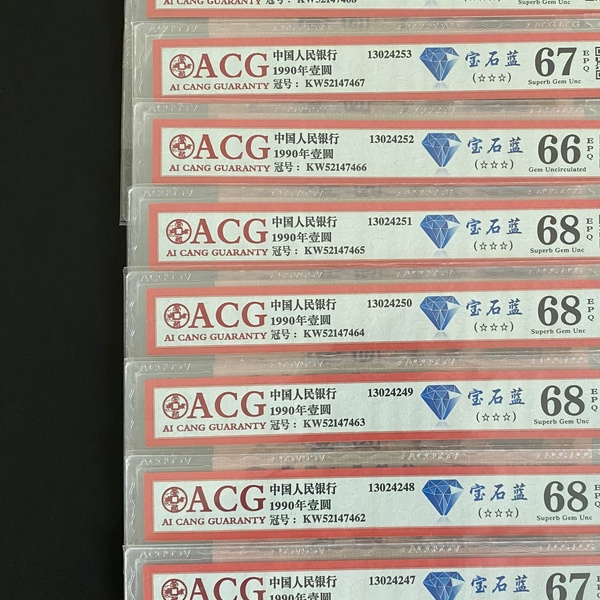 AI CANG GUARANTY
Superb Gem Unc
ACG 中国人民银行 13024253 宝石蓝 67 EPQ
1990年壹圆 (☆☆☆)
AI CANG GUARANTY 冠号： KW52147467 Superb Gem Unc
ACG 中国人民银行 13024252 宝石蓝 66 EPQ
1990年壹圆 (☆☆☆)
AI CANG GUARANTY 冠号： KW52147466 Gem Uncirculated
ACG 中国人民银行 13024251 宝石蓝 68 EPQ
1990年壹圆 (☆☆☆)
AI CANG GUARANTY 冠号： KW52147465 Superb Gem Unc
ACG 中国人民银行 13024250 宝石蓝 68 EPQ
1990年壹圆 (☆☆☆)
AI CANG GUARANTY 冠号： KW52147464 Superb Gem Unc
ACG 中国人民银行 13024249 宝石蓝 68 EPQ
1990年壹圆 (☆☆☆)
AI CANG GUARANTY 冠号： KW52147463 Superb Gem Unc
ACG 中国人民银行 13024248 宝石蓝 68 EPQ
1990年壹圆 (☆☆☆)
AI CANG GUARANTY 冠号： KW52147462 Superb Gem Unc
ACG 中国人民银行 13024247 宝石蓝 67
1990年壹圆